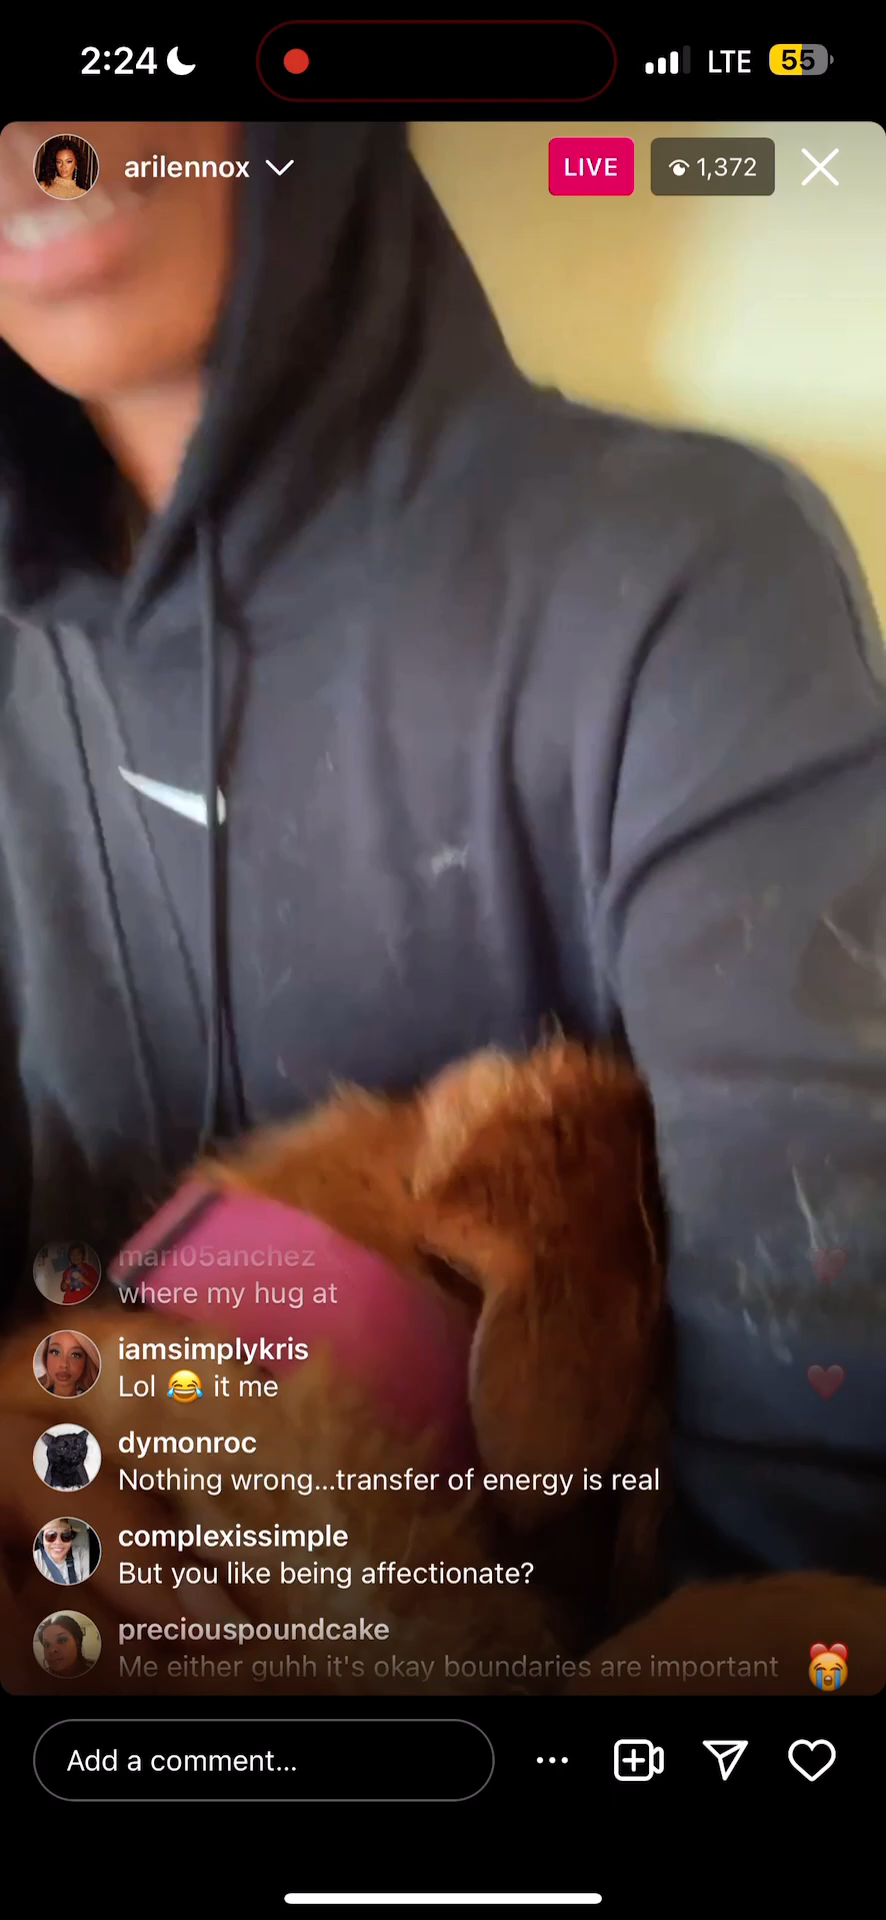 2:24
LTE
55
arilennox
LIVE
1,372
mari05anchez
where my hug at
iamsimplykris
Lol 😂 it me
dymonroc
Nothing wrong...transfer of energy is real
complexissimple
But you like being affectionate?
preciouspoundcake
Me either guhh it's okay boundaries are important
Add a comment...